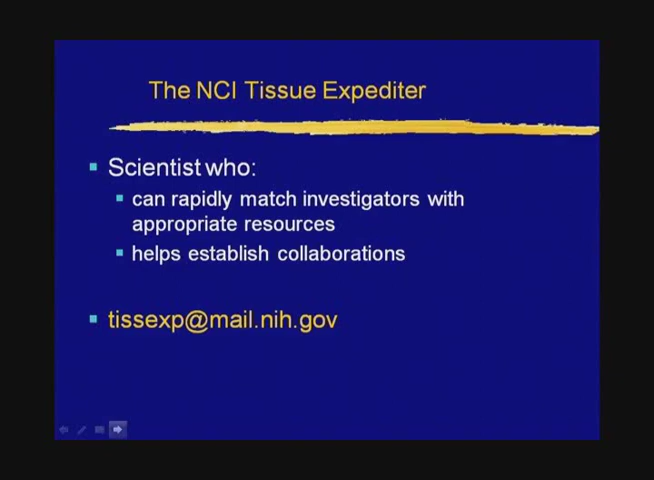 The NCI Tissue Expediter
Scientist who:
can rapidly match investigators with
appropriate resources
helps establish collaborations
tissexp@mail.nih.gov